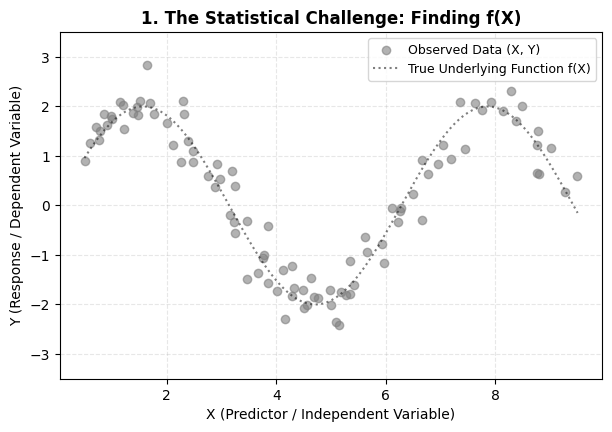 1. The Statistical Challenge: Finding f(X)
Observed Data (X, Y)
True Underlying Function f(X)
Y (Response / Dependent Variable)
3
2
1
0
−1
−2
−3
2
4
6
8
X (Predictor / Independent Variable)